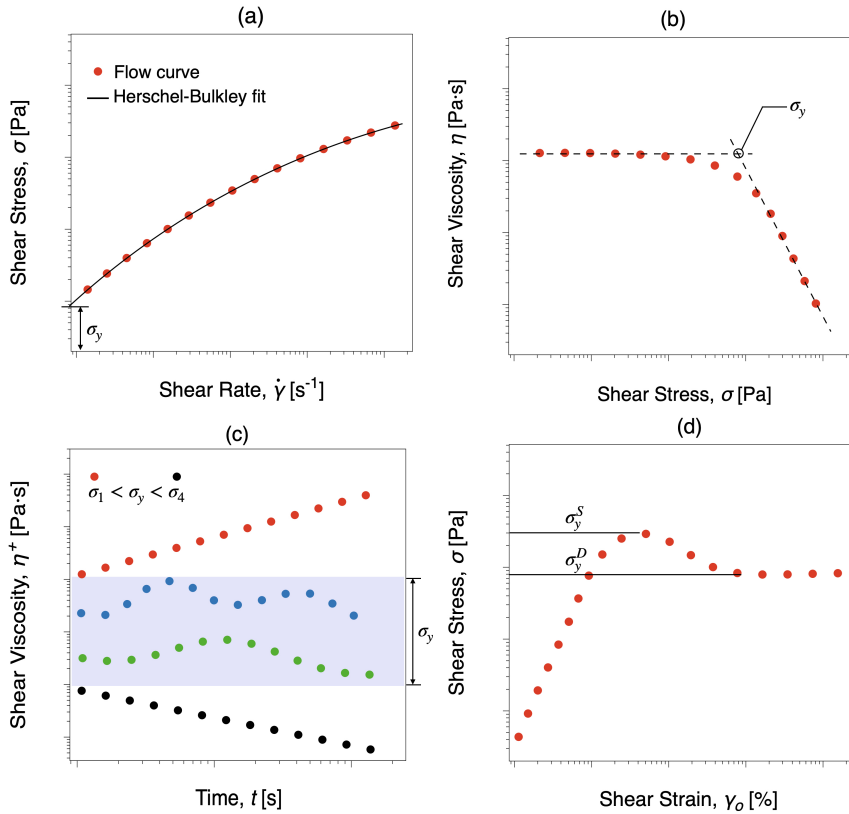 (a)
Flow curve
Herschel-Bulkley fit
Shear Stress, σ [Pa]
σy
Shear Rate, γ̇ [s-1]
(b)
σy
Shear Viscosity, η [Pa·s]
Shear Stress, σ [Pa]
(c)
σ1 < σy < σ4
Shear Viscosity, η+ [Pa·s]
σy
Time, t [s]
(d)
σyS
σyD
Shear Stress, σ [Pa]
Shear Strain, γo [%]